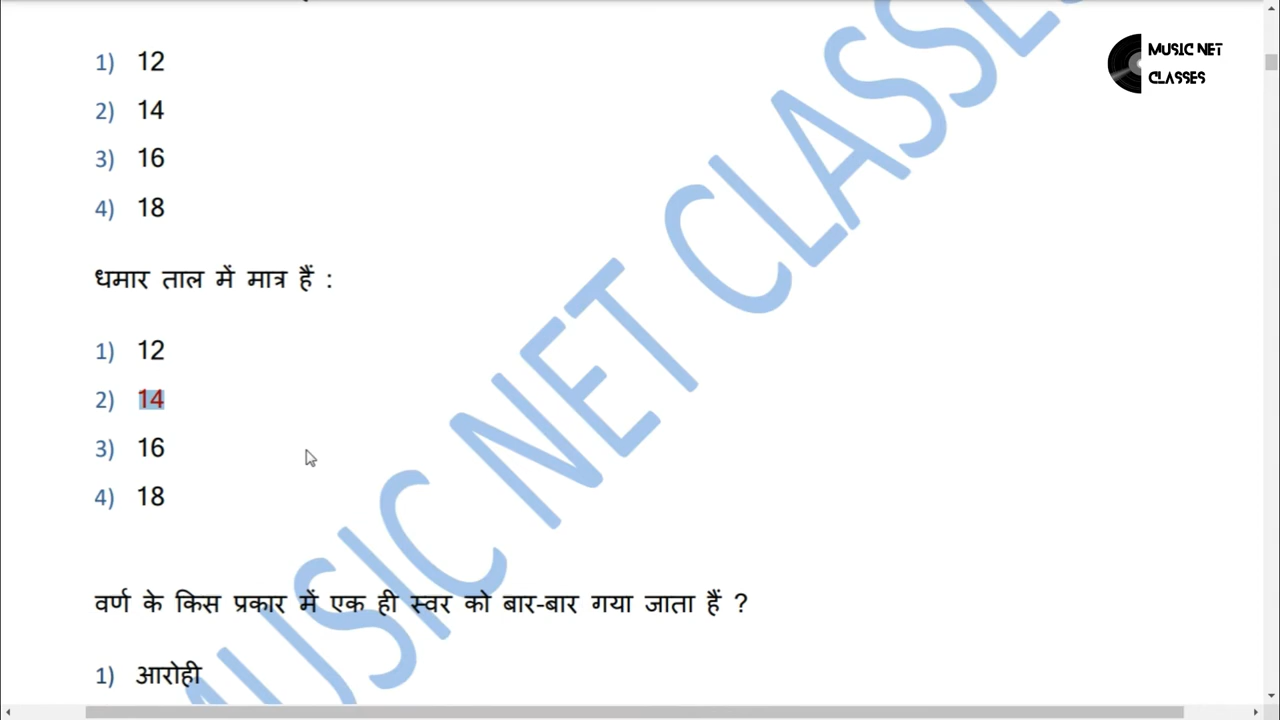 MUSIC NET
CLASSES
1) 12
2) 14
3) 16
4) 18
धमार ताल में मात्र हैं :
1) 12
2) 14
3) 16
4) 18
वर्ण के किस प्रकार में एक ही स्वर को बार-बार गया जाता हैं ?
1) आरोही
MUSIC NET CLASSES